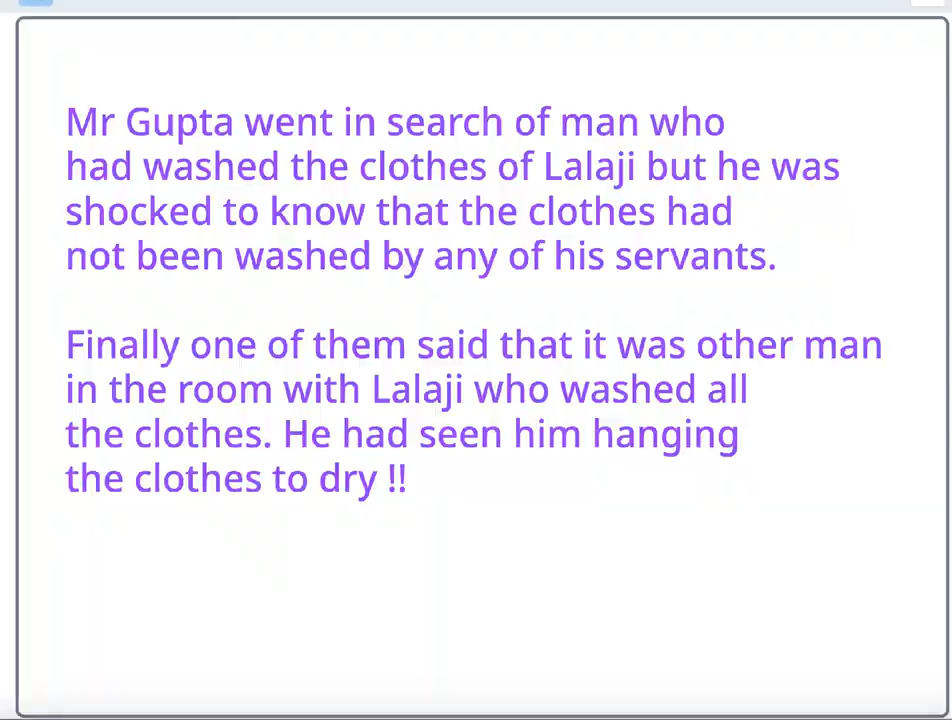 Mr Gupta went in search of man who
had washed the clothes of Lalaji but he was
shocked to know that the clothes had
not been washed by any of his servants.
Finally one of them said that it was other man
in the room with Lalaji who washed all
the clothes. He had seen him hanging
the clothes to dry !!